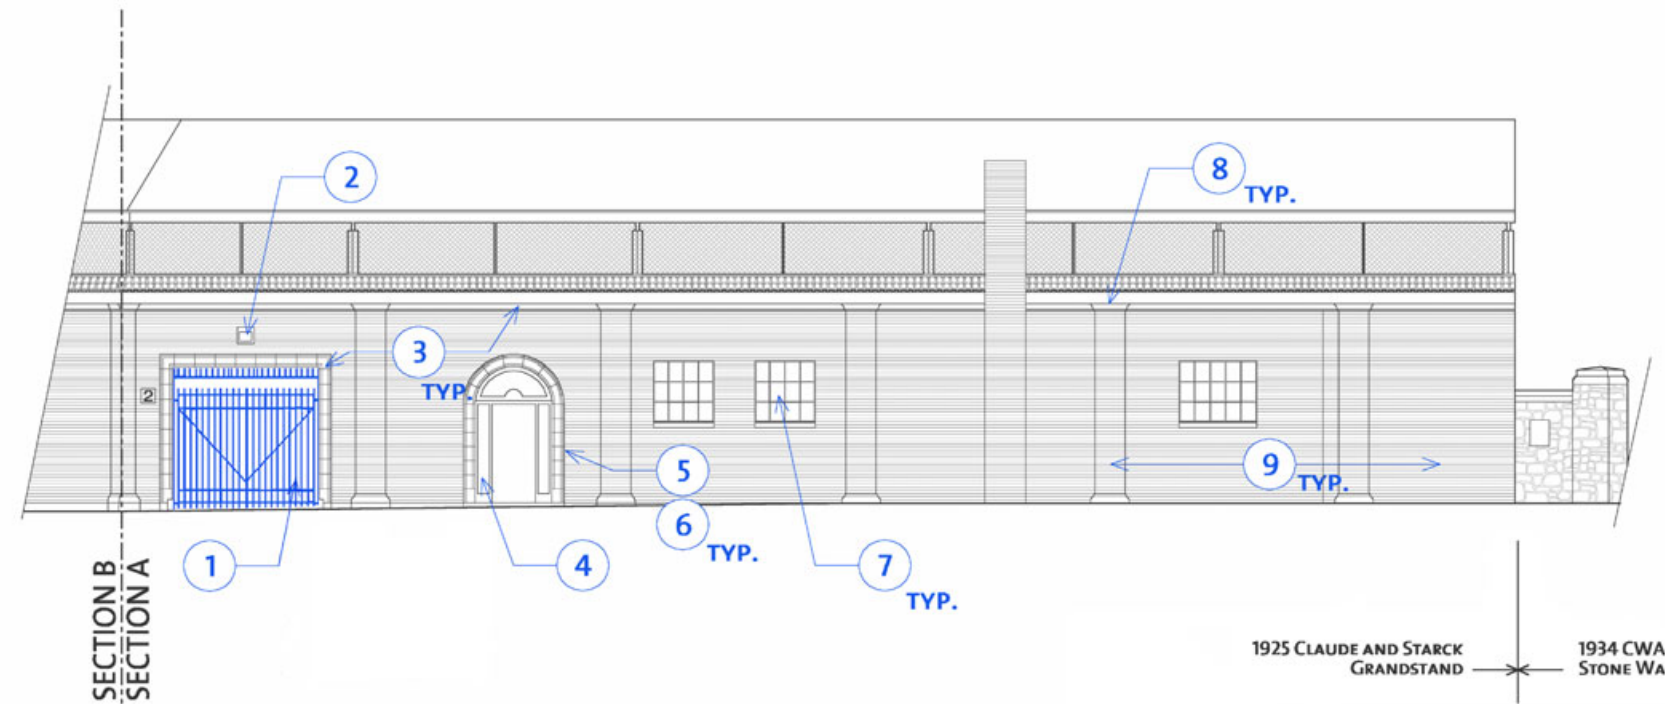 2
8
TYP.
3
TYP.
2
5
9
TYP.
6
TYP.
1
4
7
TYP.
SECTION B
SECTION A
1925 CLAUDE AND STARCK
GRANDSTAND
1934 CWA
STONE WA